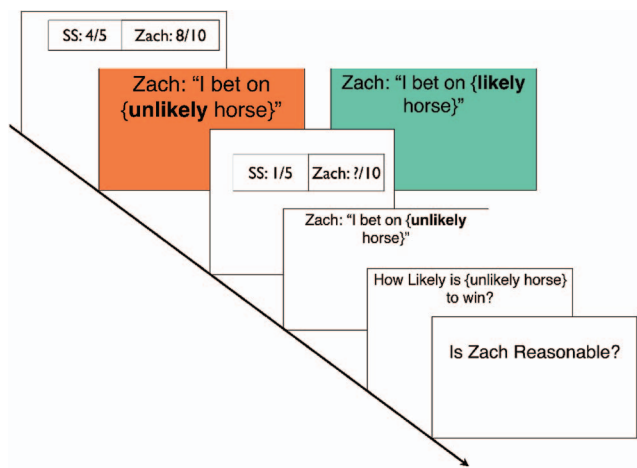 SS: 4/5 Zach: 8/10
Zach: “I bet on
{unlikely horse}”
Zach: “I bet on {likely
horse}”
SS: 1/5 Zach: ?/10
Zach: “I bet on {unlikely
horse}”
How Likely is {unlikely horse}
to win?
Is Zach Reasonable?